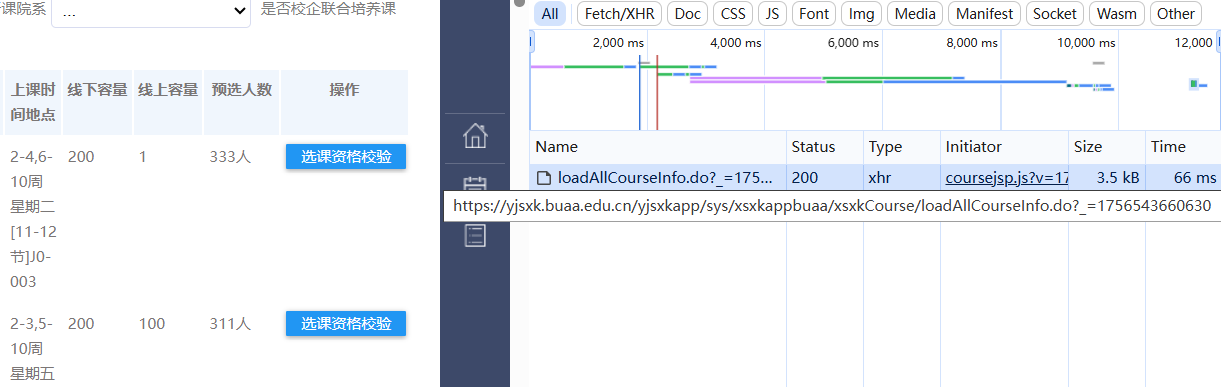 课院系 ... 是否校企联合培养课
上课时间地点 线下容量 线上容量 预选人数 操作
2-4,6-10周 星期二[11-12节]J0-003 200 1 333人 选课资格校验
2-3,5-10周 星期五 200 100 311人 选课资格校验
All Fetch/XHR Doc CSS JS Font Img Media Manifest Socket Wasm Other
2,000 ms 4,000 ms 6,000 ms 8,000 ms 10,000 ms 12,000
Name Status Type Initiator Size Time
loadAllCourseInfo.do?_=175... 200 xhr coursejsp.js?v=17 3.5 kB 66 ms
https://yjsxk.buaa.edu.cn/yjsxkapp/sys/xsxkappbuaa/xsxkCourse/loadAllCourseInfo.do?_=1756543660630